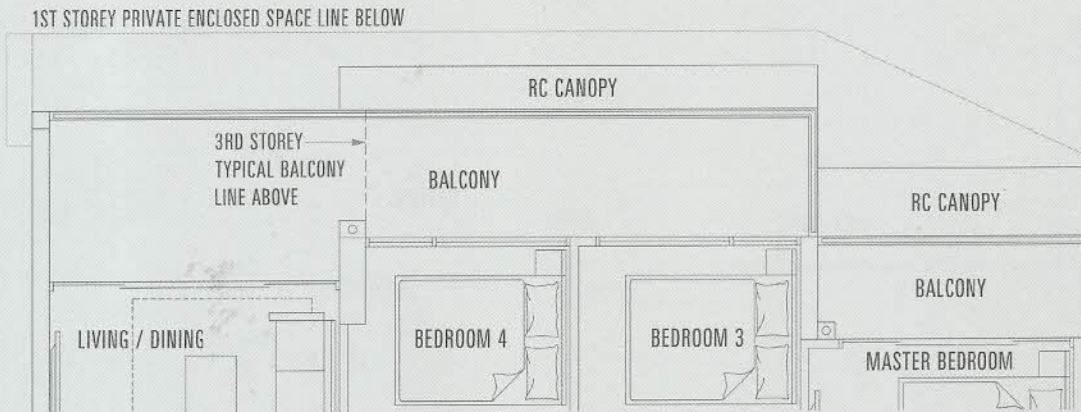 1ST STOREY PRIVATE ENCLOSED SPACE LINE BELOW
RC CANOPY
3RD STOREY
TYPICAL BALCONY
LINE ABOVE
BALCONY
RC CANOPY
BALCONY
LIVING / DINING
BEDROOM 4
BEDROOM 3
MASTER BEDROOM